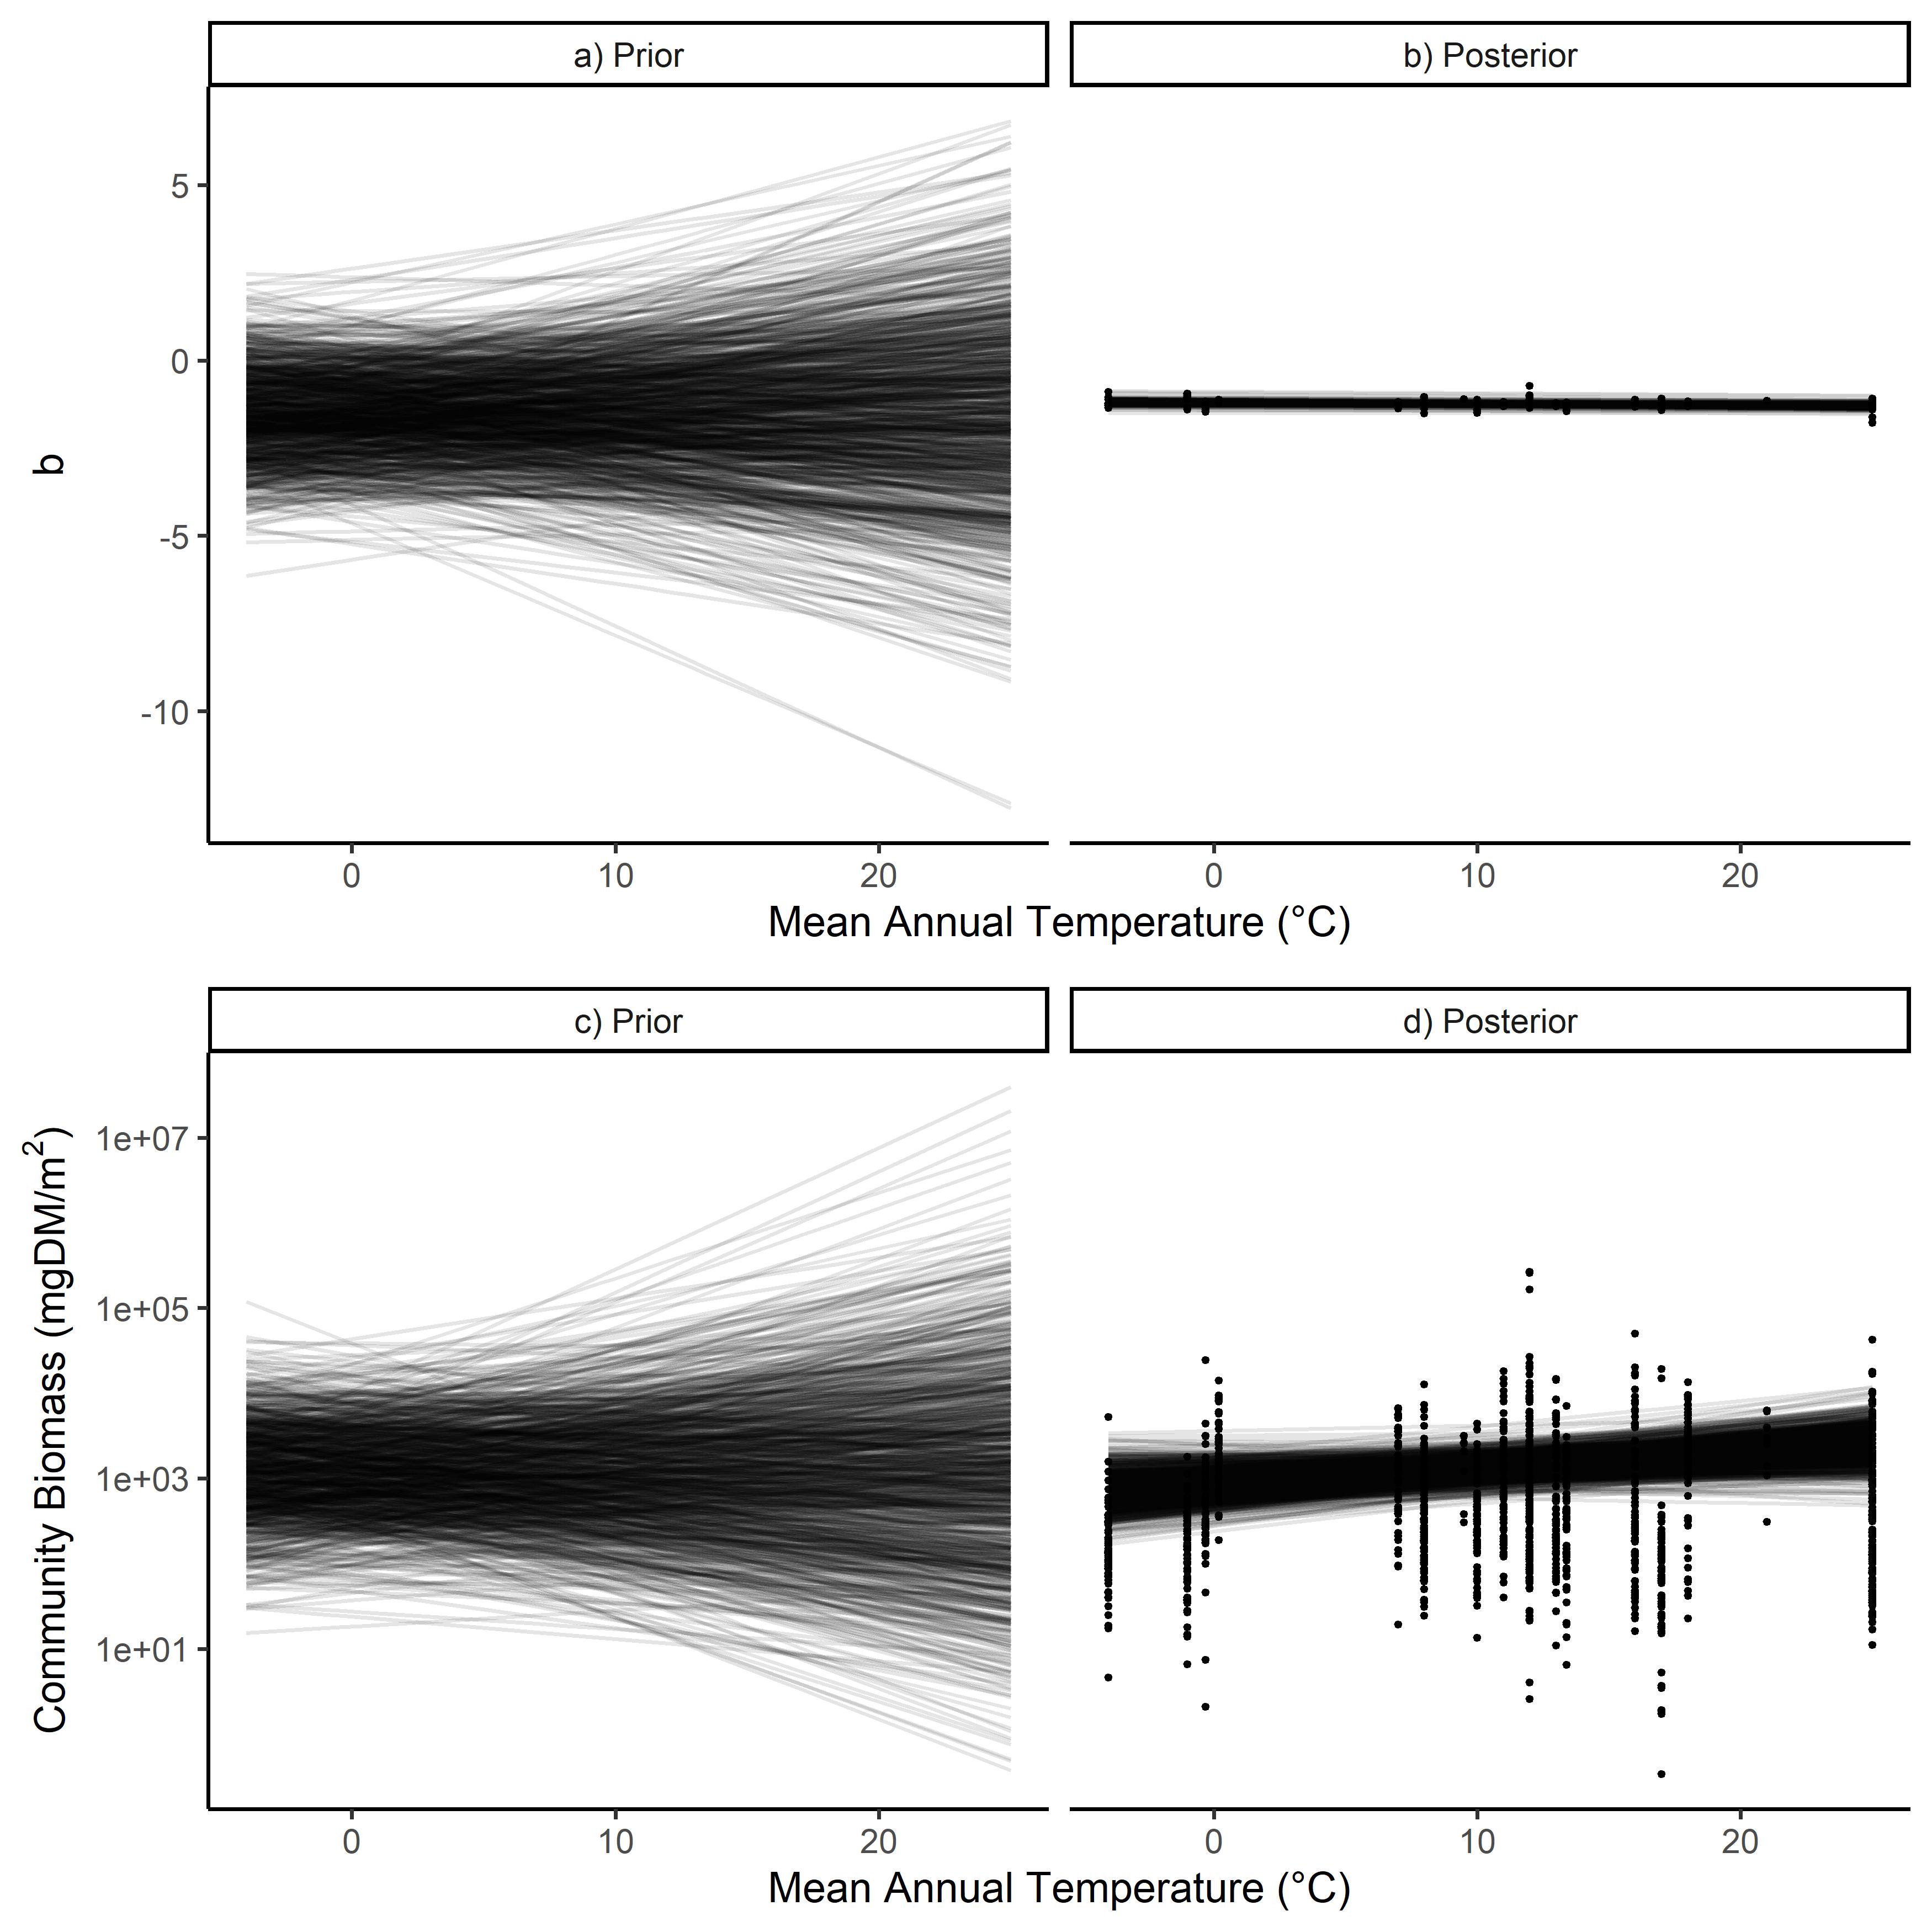 a) Prior
b) Posterior
5
0
-5
-10
b
0
10
20
0
10
20
Mean Annual Temperature (°C)
c) Prior
d) Posterior
1e+07
1e+05
1e+03
1e+01
Community Biomass (mgDM/m²)
0
10
20
0
10
20
Mean Annual Temperature (°C)